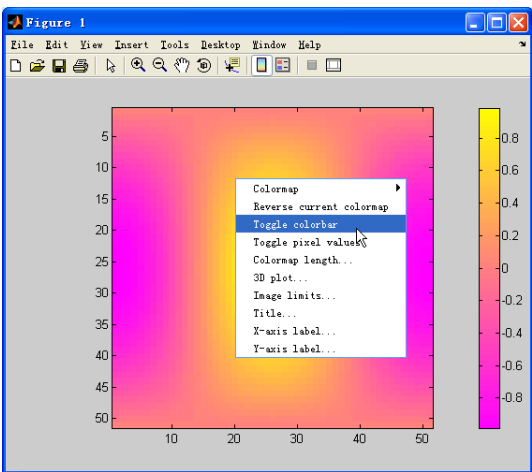 Figure 1
File Edit View Insert Tools Desktop Window Help
5
10
15
20
25
30
35
40
45
50
10 20 30 40 50
Colormap
Reverse current colormap
Toggle colorbar
Toggle pixel values
Colormap length...
3D plot...
Image limits...
Title...
X-axis label...
Y-axis label...
0.8
0.6
0.4
0.2
0
-0.2
-0.4
-0.6
-0.8